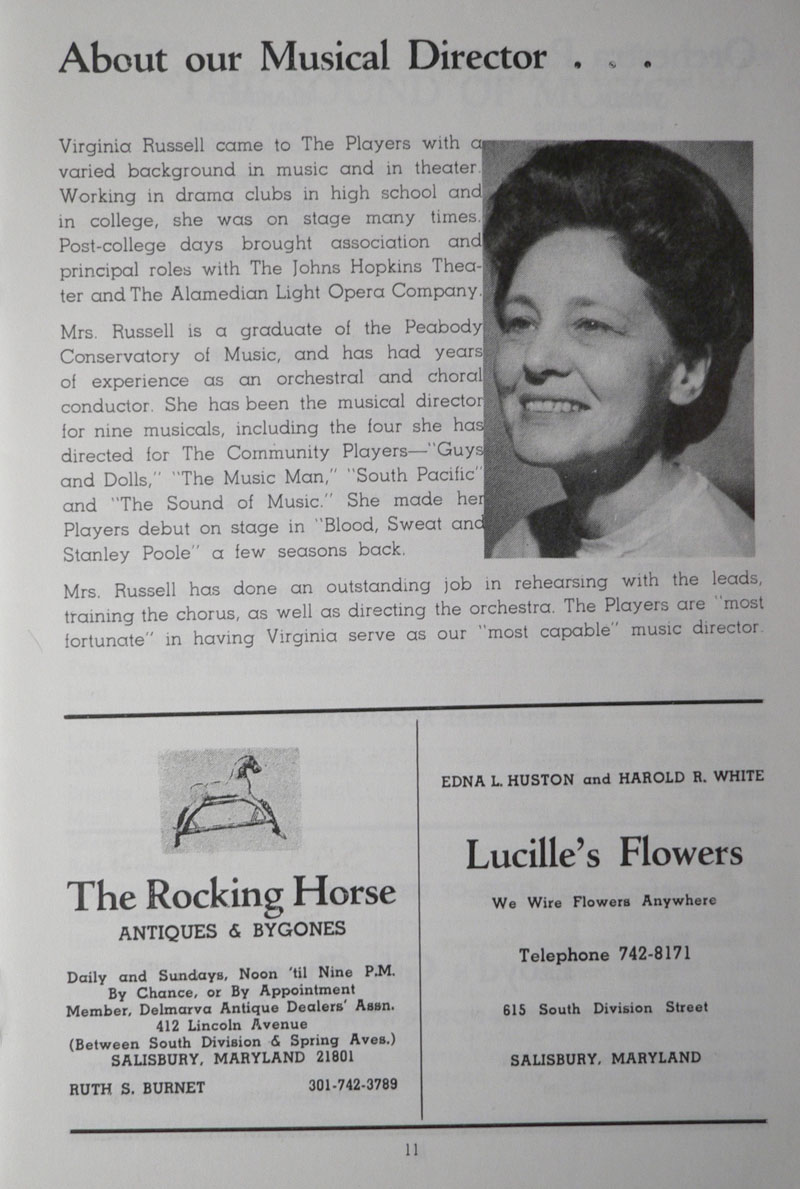 About our Musical Director . . .
Virginia Russell came to The Players with a
varied background in music and in theater.
Working in drama clubs in high school and
in college, she was on stage many times.
Post-college days brought association and
principal roles with The Johns Hopkins Thea-
ter and The Alamedian Light Opera Company.
Mrs. Russell is a graduate of the Peabody
Conservatory of Music, and has had years
of experience as an orchestral and choral
conductor. She has been the musical director
for nine musicals, including the four she has
directed for The Community Players—"Guys
and Dolls," "The Music Man," "South Pacific"
and "The Sound of Music." She made her
Players debut on stage in "Blood, Sweat and
Stanley Poole" a few seasons back.
Mrs. Russell has done an outstanding job in rehearsing with the leads,
training the chorus, as well as directing the orchestra. The Players are "most
fortunate" in having Virginia serve as our "most capable" music director.
The Rocking Horse
ANTIQUES & BYGONES
Daily and Sundays, Noon 'til Nine P.M.
By Chance, or By Appointment
Member, Delmarva Antique Dealers' Assn.
412 Lincoln Avenue
(Between South Division & Spring Aves.)
SALISBURY, MARYLAND 21801
RUTH S. BURNET 301-742-3789
EDNA L. HUSTON and HAROLD R. WHITE
Lucille's Flowers
We Wire Flowers Anywhere
Telephone 742-8171
615 South Division Street
SALISBURY, MARYLAND
11